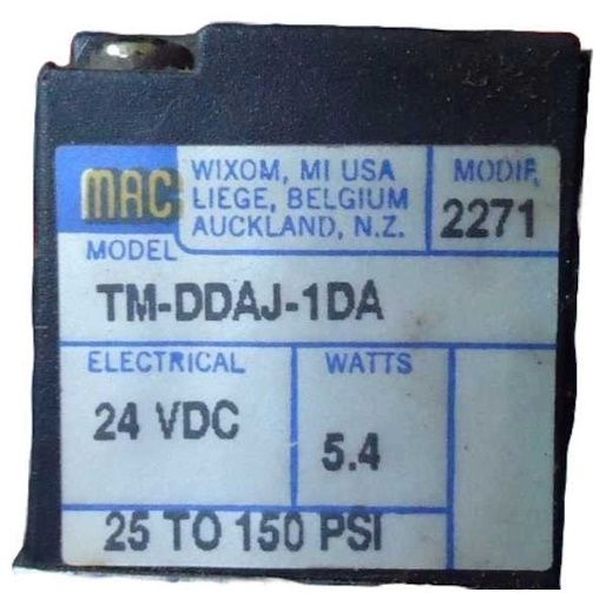 MAC
WIXOM, MI USA
LIEGE, BELGIUM
AUCKLAND, N.Z.
MODIF.
2271
MODEL
TM-DDAJ-1DA
ELECTRICAL
24 VDC
WATTS
5.4
25 TO 150 PSI